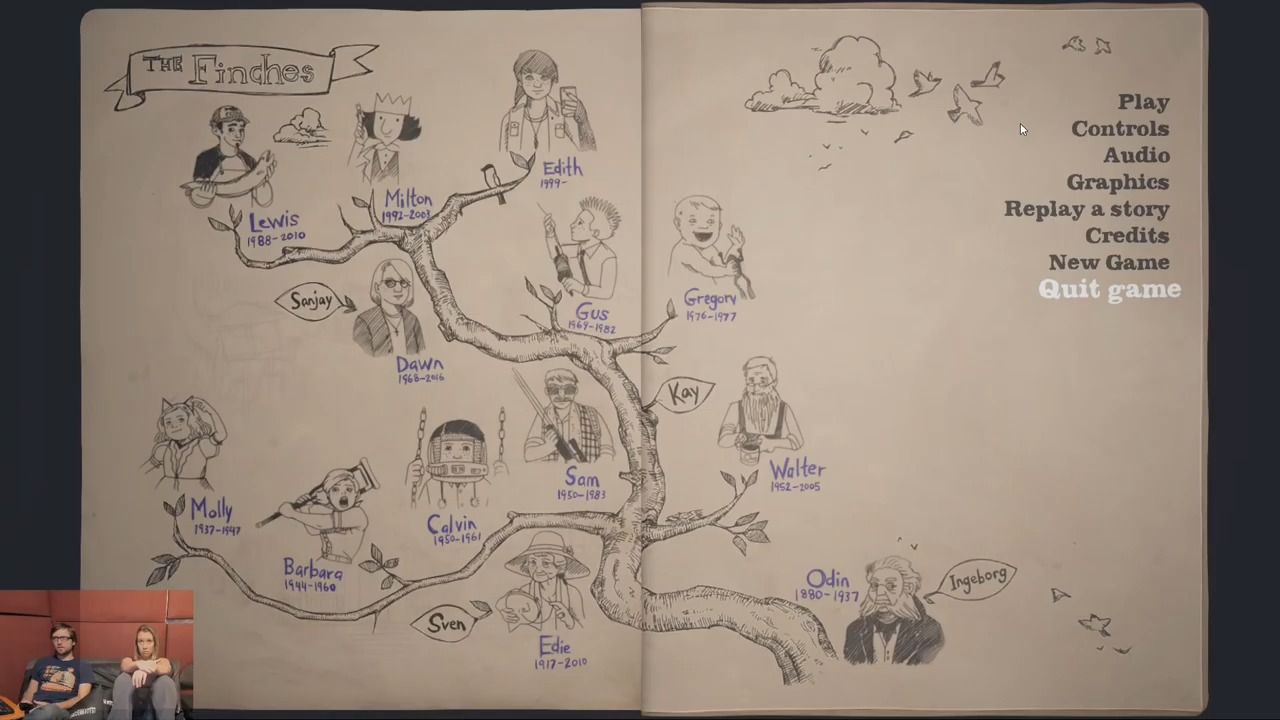 THE Finches
Edith
1999-
Milton
1992-2003
Lewis
1988-2010
Sanjay
Dawn
1968-2016
Gus
1969-1982
Gregory
1976-1977
Kay
Walter
1952-2005
Sam
1950-1983
Calvin
1950-1961
Molly
1937-1947
Barbara
1944-1960
Sven
Edie
1917-2010
Odin
1880-1937
Ingeborg
Play
Controls
Audio
Graphics
Replay a story
Credits
New Game
Quit game